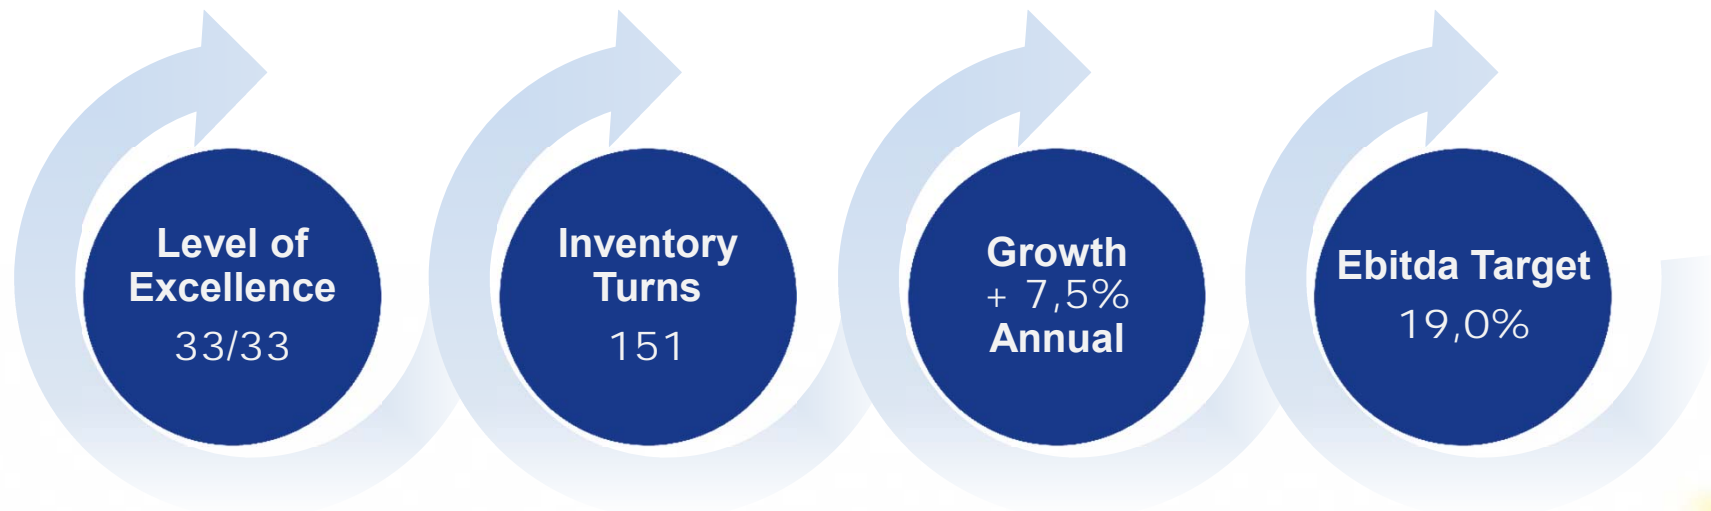 Level of
Excellence
33/33
Inventory
Turns
151
Growth
+ 7,5%
Annual
Ebitda Target
19,0%